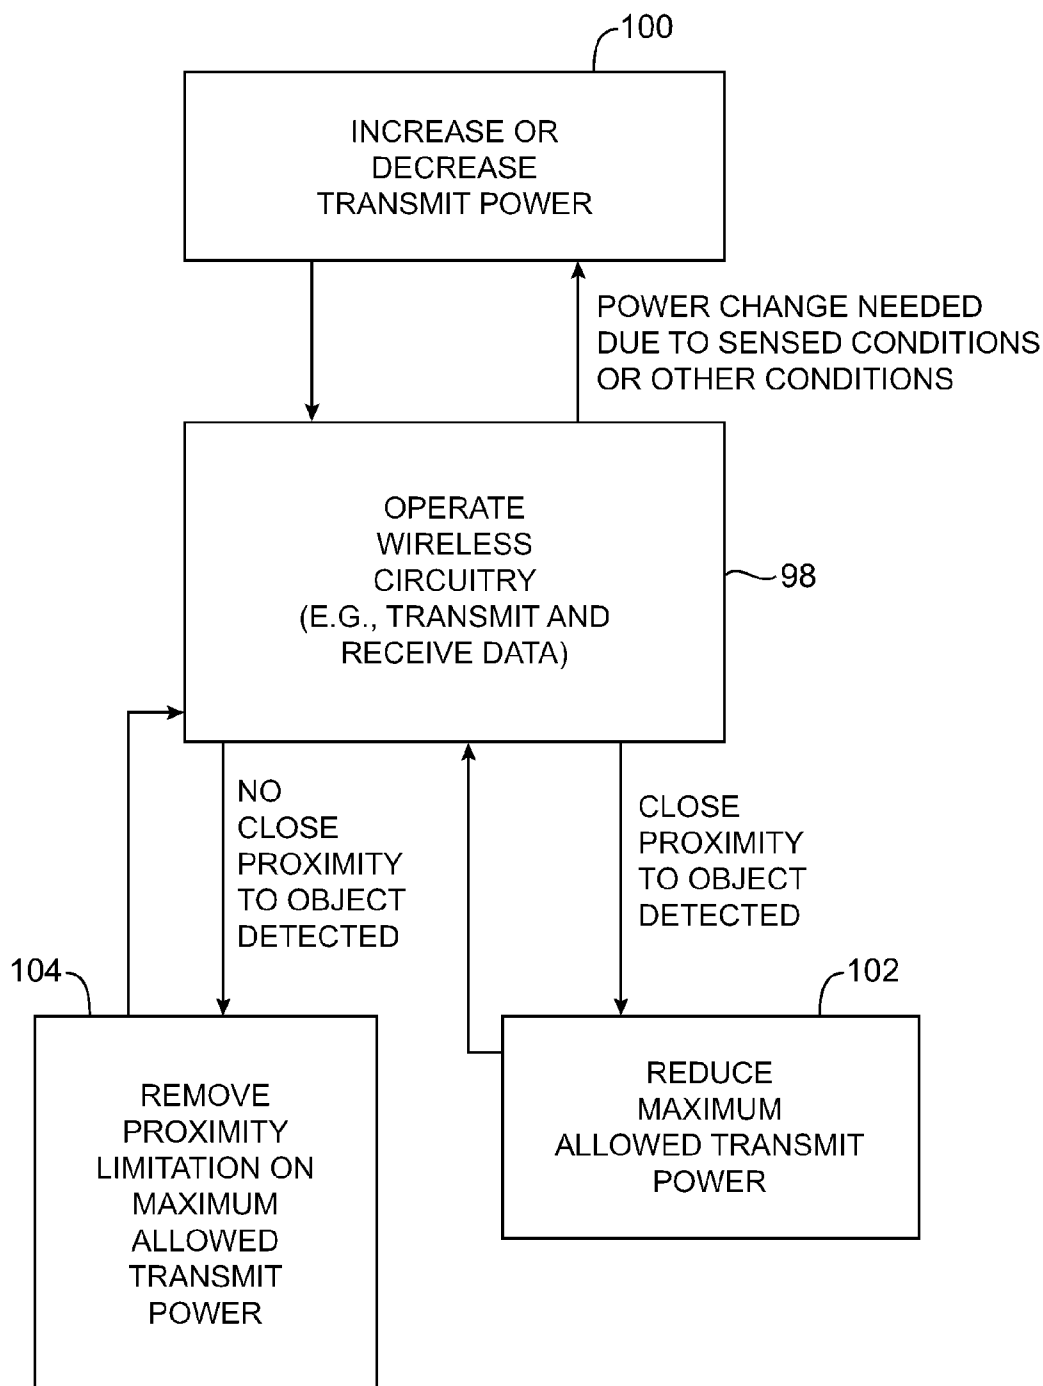 100
INCREASE OR
DECREASE
TRANSMIT POWER
POWER CHANGE NEEDED
DUE TO SENSED CONDITIONS
OR OTHER CONDITIONS
OPERATE
WIRELESS
CIRCUITRY
(E.G., TRANSMIT AND
RECEIVE DATA)
98
NO
CLOSE
PROXIMITY
TO OBJECT
DETECTED
CLOSE
PROXIMITY
TO OBJECT
DETECTED
104
REMOVE
PROXIMITY
LIMITATION ON
MAXIMUM
ALLOWED
TRANSMIT
POWER
102
REDUCE
MAXIMUM
ALLOWED TRANSMIT
POWER